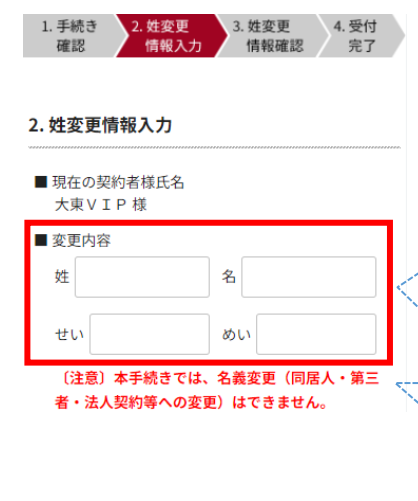 1. 手続き 2. 姓変更 3. 姓変更 4. 受付
確認 情報入力 情報確認 完了
2. 姓変更情報入力
■ 現在の契約者様氏名
大東ＶＩＰ 様
■ 変更内容
姓 名
せい めい
〔注意〕本手続きでは、名義変更（同居人・第三
者・法人契約等への変更）はできません。